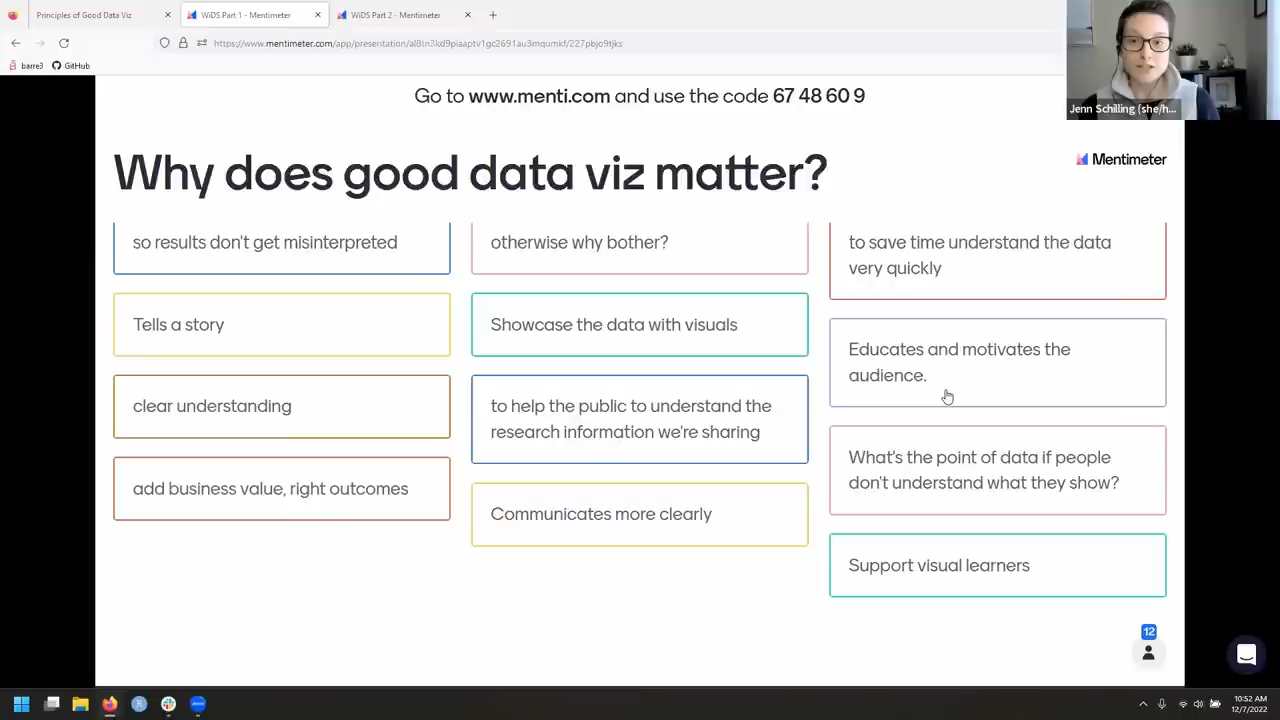 Principles of Good Data Viz
WiDS Part 1 - Mentimeter
WiDS Part 2 - Mentimeter
barre3
GitHub
Jenn Schilling (she/h...
Go to www.menti.com and use the code 67 48 60 9
Why does good data viz matter?
Mentimeter
so results don't get misinterpreted
Tells a story
clear understanding
add business value, right outcomes
otherwise why bother?
Showcase the data with visuals
to help the public to understand the
research information we're sharing
Communicates more clearly
to save time understand the data
very quickly
Educates and motivates the
audience.
What's the point of data if people
don't understand what they show?
Support visual learners
12
10:52 AM
12/7/2022